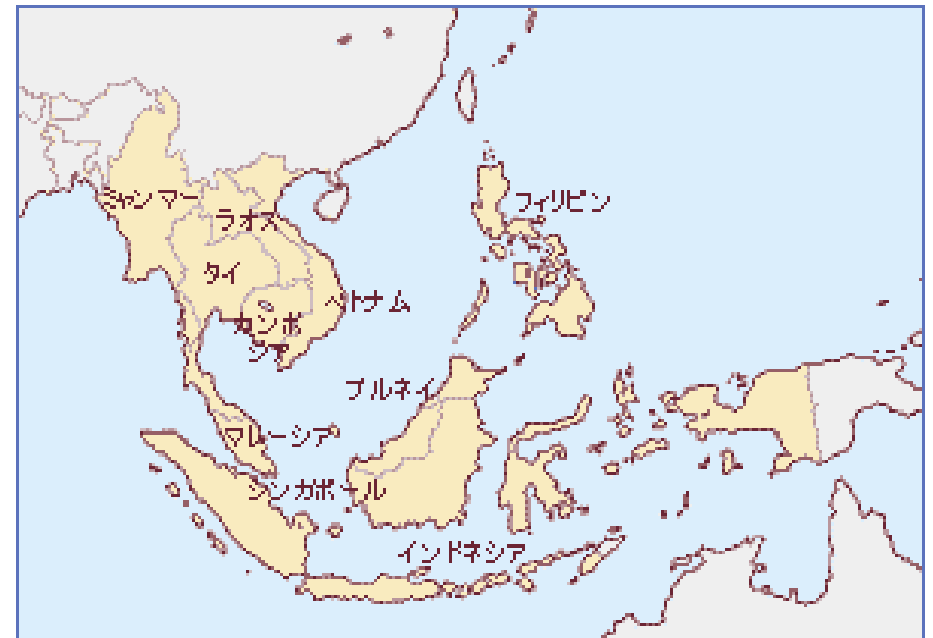 ミャンマー
フィリピン
ラオス
タイ
ベトナム
カンボ
ジア
ブルネイ
マレーシア
シンガポール
インドネシア